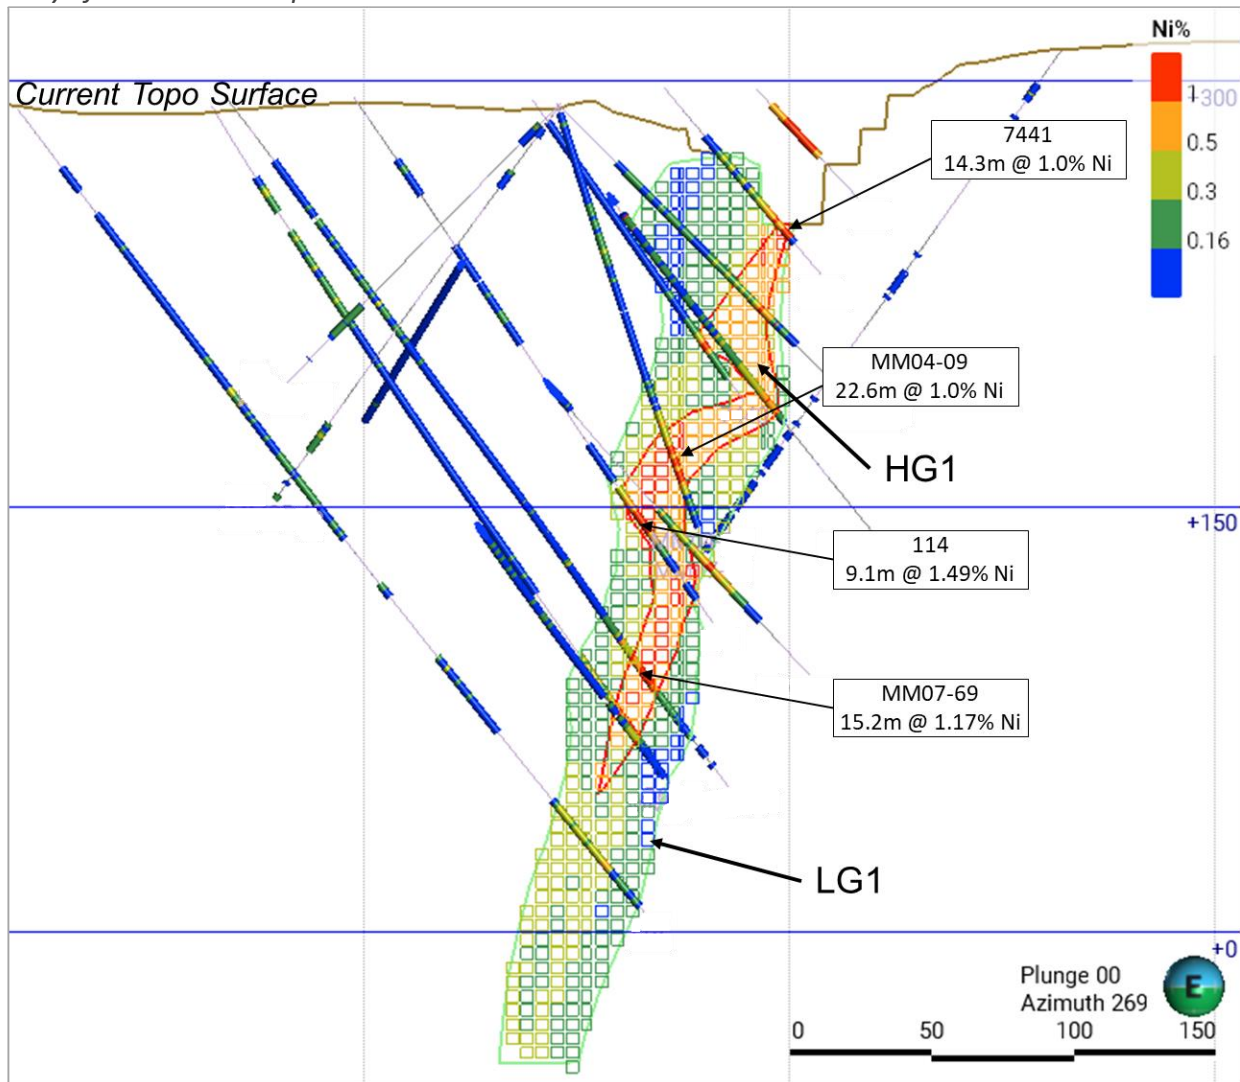 Ni%
Current Topo Surface
1
+300
0.5
0.3
0.16
7441
14.3m @ 1.0% Ni
MM04-09
22.6m @ 1.0% Ni
HG1
+150
114
9.1m @ 1.49% Ni
MM07-69
15.2m @ 1.17% Ni
LG1
+0
Plunge 00
Azimuth 269
E
0 50 100 150